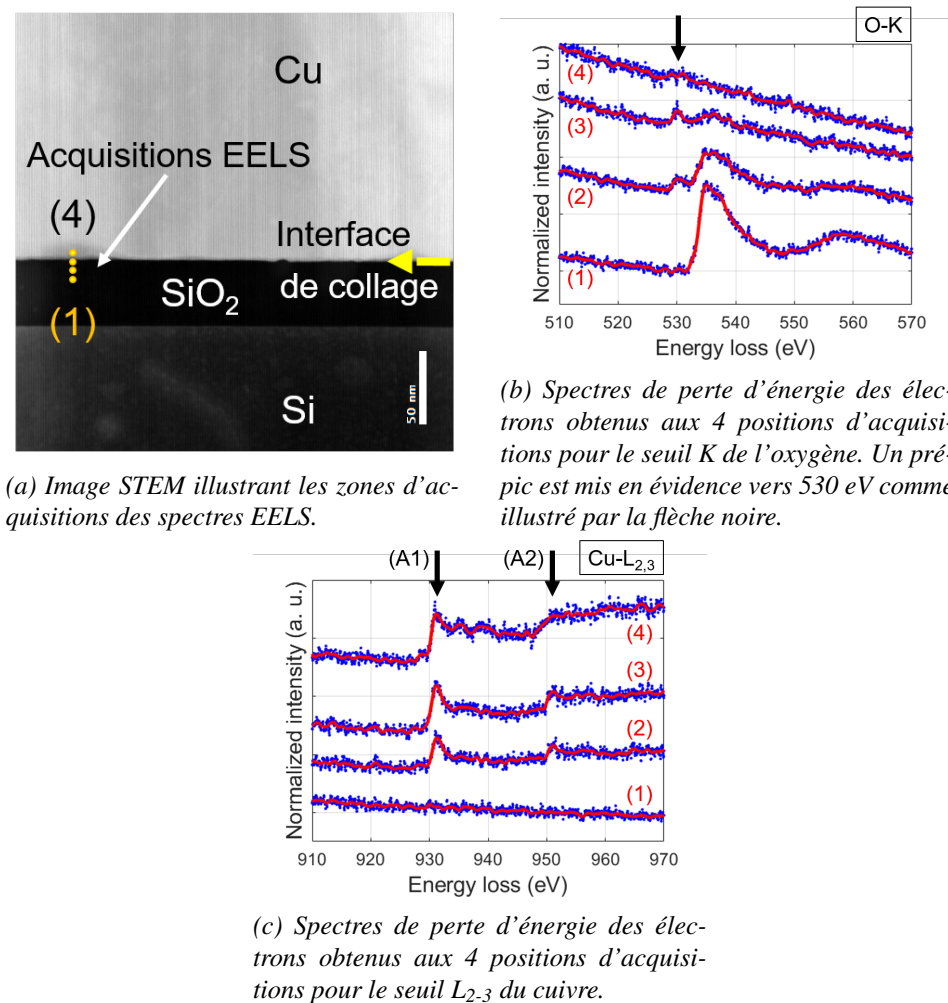 Cu
Acquisitions EELS
(4)
Interface
de collage
SiO₂
(1)
Si
50 nm
(a) Image STEM illustrant les zones d'ac-
quisitions des spectres EELS.
O-K
Normalized intensity (a. u.)
(4)
(3)
(2)
(1)
510 520 530 540 550 560 570
Energy loss (eV)
(b) Spectres de perte d'énergie des élec-
trons obtenus aux 4 positions d'acquisi-
tions pour le seuil K de l'oxygène. Un pré-
pic est mis en évidence vers 530 eV comme
illustré par la flèche noire.
(A1) (A2) Cu-L₂,₃
Normalized intensity (a. u.)
(4)
(3)
(2)
(1)
910 920 930 940 950 960 970
Energy loss (eV)
(c) Spectres de perte d'énergie des élec-
trons obtenus aux 4 positions d'acquisi-
tions pour le seuil L₂₋₃ du cuivre.